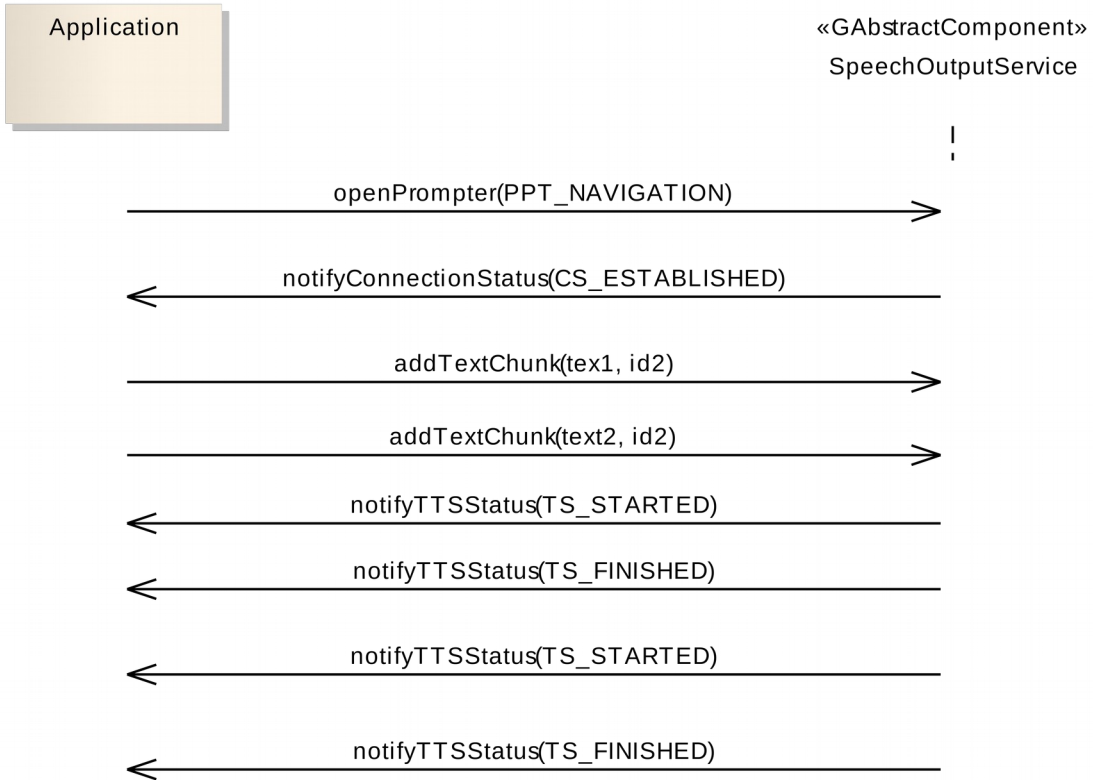 Application
«GAbstractComponent»
SpeechOutputService
openPrompter(PPT_NAVIGATION)
notifyConnectionStatus(CS_ESTABLISHED)
addTextChunk(tex1, id2)
addTextChunk(text2, id2)
notifyTTSStatus(TS_STARTED)
notifyTTSStatus(TS_FINISHED)
notifyTTSStatus(TS_STARTED)
notifyTTSStatus(TS_FINISHED)